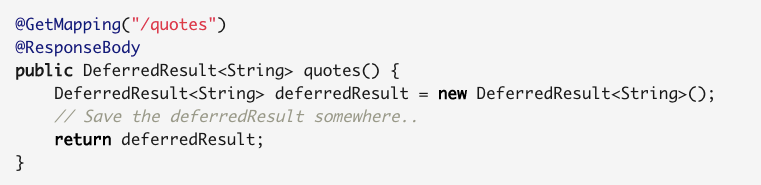 @GetMapping("/quotes")
@ResponseBody
public DeferredResult<String> quotes() {
    DeferredResult<String> deferredResult = new DeferredResult<String>();
    // Save the deferredResult somewhere..
    return deferredResult;
}